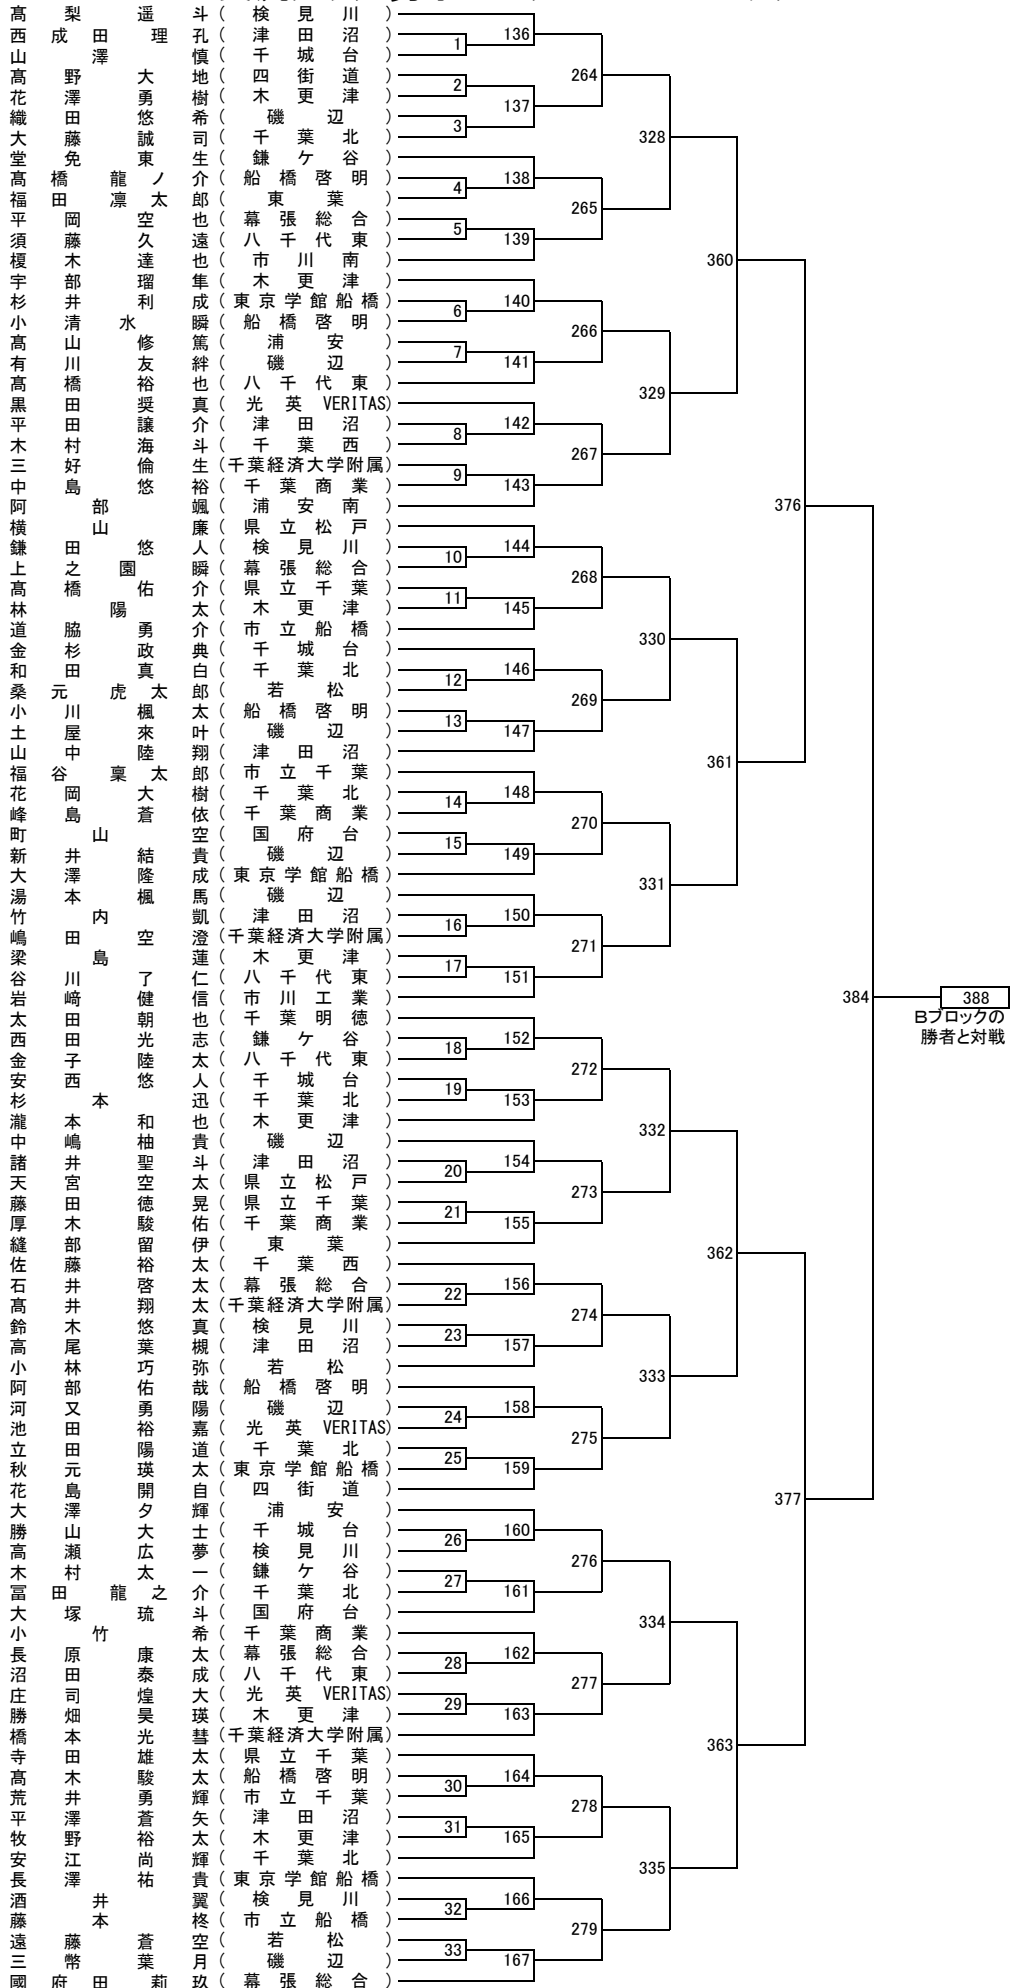 髙梨遥斗(検見川)
西成田理孔(津田沼)
山澤慎(千城台)
髙野大地(四街道)
花澤勇樹(木更津)
織田悠希(磯辺)
大藤誠司(千葉北)
堂免東生(鎌ケ谷)
髙橋龍ノ介(船橋啓明)
福田凛太郎(東葉)
平岡空也(幕張総合)
須藤久遠(八千代東)
榎木達也(市川南)
宇部瑠隼(木更津)
杉井利成(東京学館船橋)
小清水瞬(船橋啓明)
髙山修篤(浦安)
有川友絆(磯辺)
髙橋裕也(八千代東)
黒田奨真(光英VERITAS)
平田譲介(津田沼)
木村海斗(千葉西)
三好倫生(千葉経済大学附属)
中島悠裕(千葉商業)
阿部颯(浦安南)
横山廉(県立松戸)
鎌田悠人(検見川)
上之園瞬(幕張総合)
髙橋佑介(県立千葉)
林陽太(木更津)
道脇勇介(市立船橋)
金杉政典(千城台)
和田真白(千葉北)
桑元虎太郎(若松)
小川楓太(船橋啓明)
土屋來叶(磯辺)
山中陸翔(津田沼)
福谷稟太郎(市立千葉)
花岡大樹(千葉北)
峰島蒼依(千葉商業)
町山空(国府台)
新井結貴(磯辺)
大澤隆成(東京学館船橋)
湯本楓馬(磯辺)
竹内凱(津田沼)
嶋田空澄(千葉経済大学附属)
梁島蓮(木更津)
谷川了仁(八千代東)
岩﨑健信(市川工業)
太田朝也(千葉明徳)
西田光志(鎌ケ谷)
金子陸太(八千代東)
安西悠人(千城台)
杉本迅(千葉北)
瀧本和也(木更津)
中嶋柚貴(磯辺)
諸井聖斗(津田沼)
天宮空太(県立松戸)
藤田徳晃(県立千葉)
厚木駿佑(千葉商業)
縫部留伊(東葉)
佐藤裕太(千葉西)
石井啓太(幕張総合)
髙井翔太(千葉経済大学附属)
鈴木悠真(検見川)
高尾葉槻(津田沼)
小林巧弥(若松)
阿部佑哉(船橋啓明)
河又勇陽(磯辺)
池田裕嘉(光英VERITAS)
立田陽道(千葉北)
秋元瑛太(東京学館船橋)
花島開自(四街道)
大澤夕輝(浦安)
勝山大士(千城台)
高瀬広夢(検見川)
木村太一(鎌ケ谷)
冨田龍之介(千葉北)
大塚琉斗(国府台)
小竹希(千葉商業)
長原康太(幕張総合)
沼田泰成(八千代東)
庄司煌大(光英VERITAS)
勝畑昊瑛(木更津)
橋本光彗(千葉経済大学附属)
寺田雄太(県立千葉)
髙木駿太(船橋啓明)
荒井勇輝(市立千葉)
平澤蒼矢(津田沼)
牧野裕太(木更津)
安江尚輝(千葉北)
長澤祐貴(東京学館船橋)
酒井翼(検見川)
藤本柊(市立船橋)
遠藤蒼空(若松)
三幣葉月(磯辺)
國府田莉玖(幕張総合)
1
2
3
4
5
6
7
8
9
10
11
12
13
14
15
16
17
18
19
20
21
22
23
24
25
26
27
28
29
30
31
32
33
136
137
138
139
140
141
142
143
144
145
146
147
148
149
150
151
152
153
154
155
156
157
158
159
160
161
162
163
164
165
166
167
264
265
266
267
268
269
270
271
272
273
274
275
276
277
278
279
328
329
330
331
332
333
334
335
360
361
362
363
376
377
384
388
Bブロックの
勝者と対戦